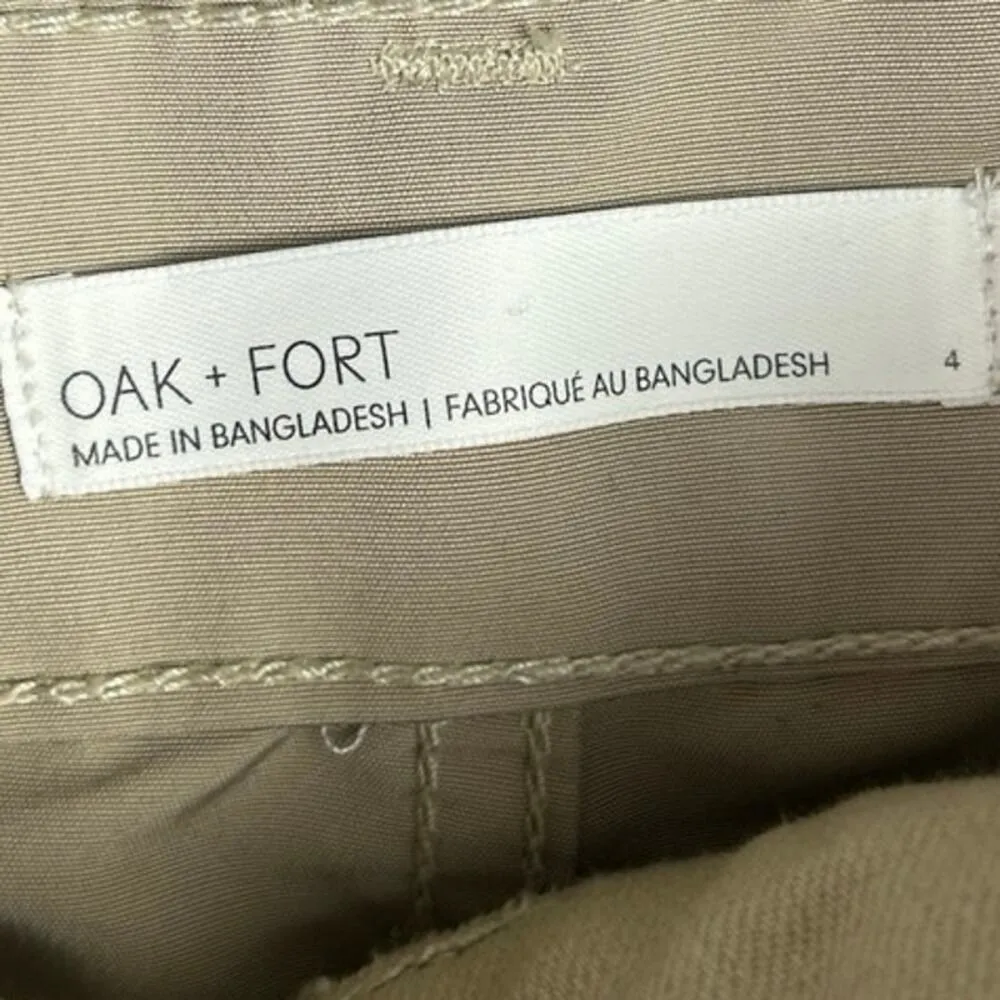 OAK + FORT
MADE IN BANGLADESH | FABRIQUÉ AU BANGLADESH
4